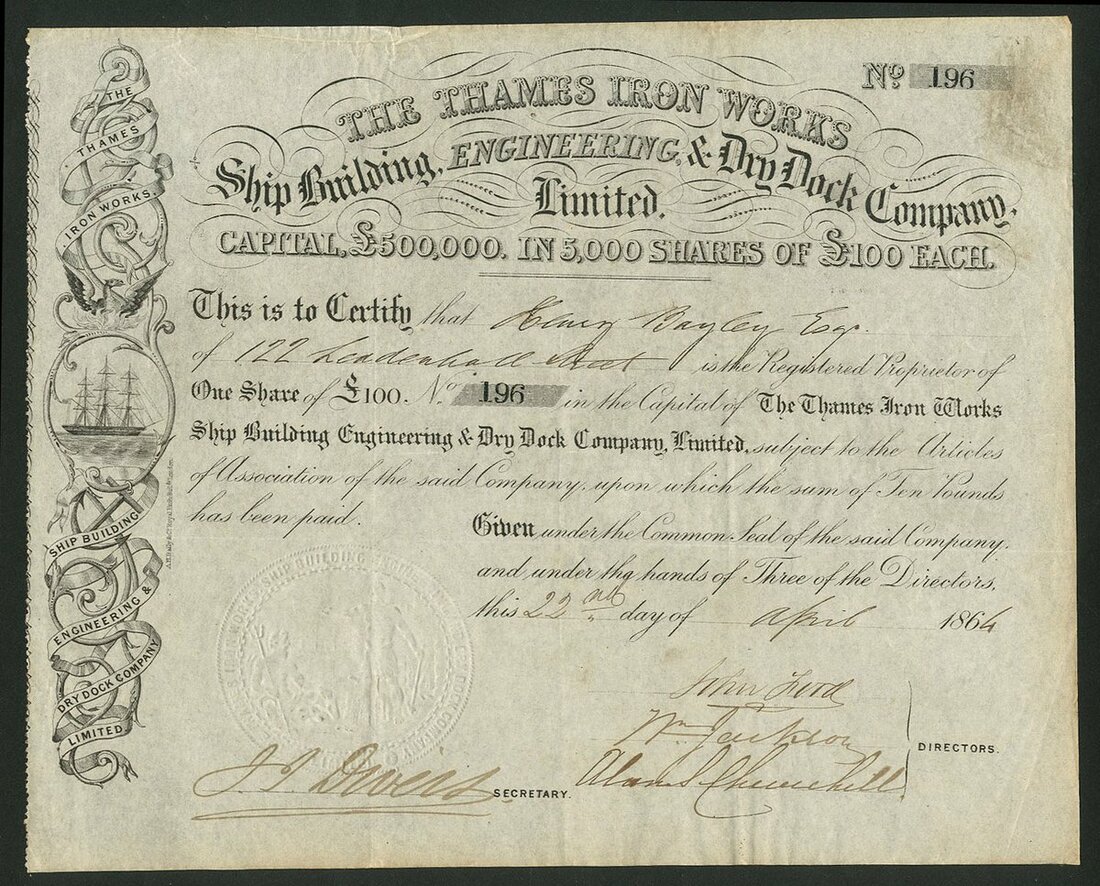 No 196
THE THAMES IRON WORKS
Ship Building, ENGINEERING, & Dry Dock Company,
Limited.
CAPITAL, £500,000. IN 5,000 SHARES OF £100 EACH.
This is to Certify that Henry Bayley Esqr.
of 122 Leadenhall Street is the Registered Proprietor of
One Share of £100. No. 196 in the Capital of The Thames Iron Works
Ship Building Engineering & Dry Dock Company, Limited, subject to the Articles
of Association of the said Company, upon which the sum of Ten Pounds
has been paid.
Given under the Common Seal of the said Company,
and under the hands of Three of the Directors,
this 22nd day of April 1864
John Ford
Wm Jackson
Churchill
DIRECTORS.
SECRETARY.
THE
THAMES
IRON WORKS
SHIP BUILDING
ENGINEERING &
DRY DOCK COMPANY
LIMITED